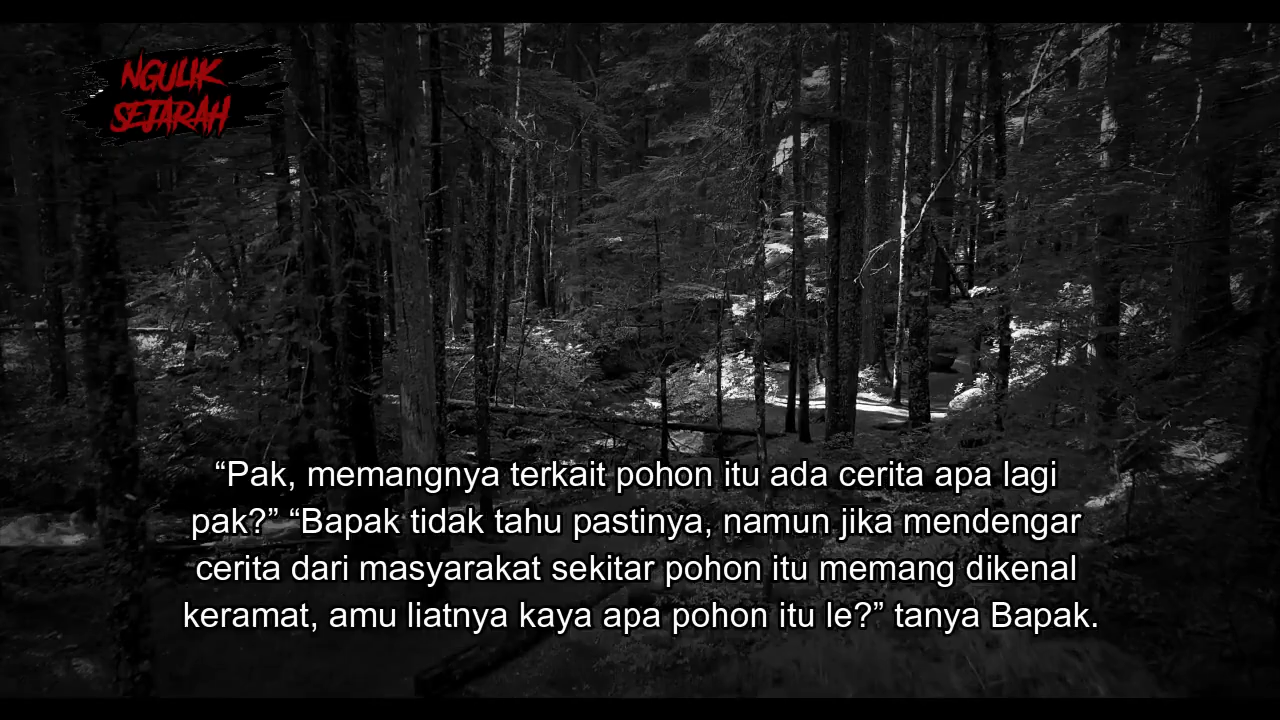 NGULIK
SEJARAH
“Pak, memangnya terkait pohon itu ada cerita apa lagi
pak?” “Bapak tidak tahu pastinya, namun jika mendengar
cerita dari masyarakat sekitar pohon itu memang dikenal
keramat, amu liatnya kaya apa pohon itu le?” tanya Bapak.